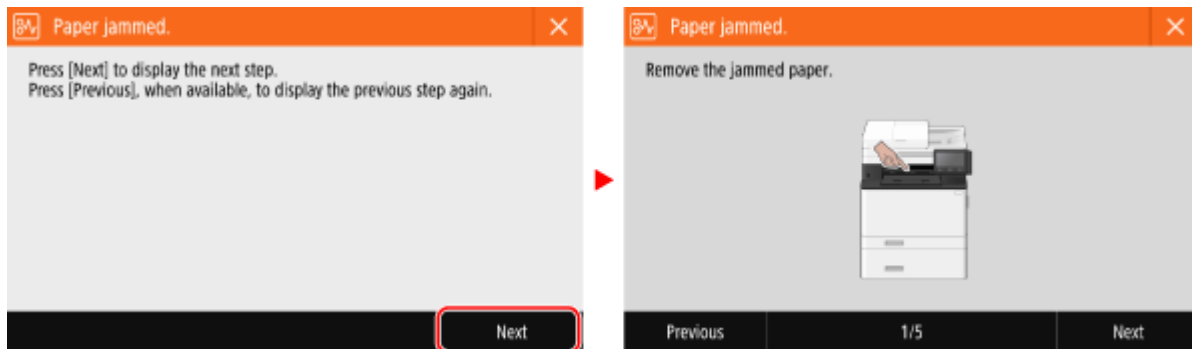 Paper jammed.
Press [Next] to display the next step.
Press [Previous], when available, to display the previous step again.
Next
Paper jammed.
Remove the jammed paper.
Previous 1/5 Next